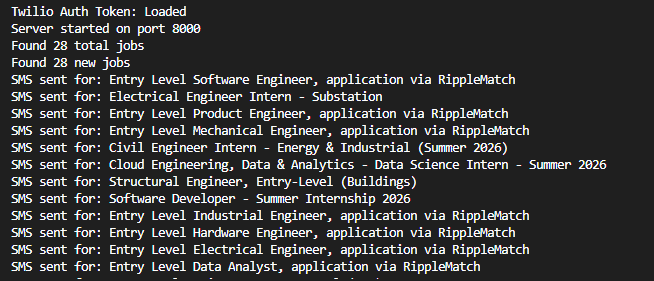 Twilio Auth Token: Loaded
Server started on port 8000
Found 28 total jobs
Found 28 new jobs
SMS sent for: Entry Level Software Engineer, application via RippleMatch
SMS sent for: Electrical Engineer Intern - Substation
SMS sent for: Entry Level Product Engineer, application via RippleMatch
SMS sent for: Entry Level Mechanical Engineer, application via RippleMatch
SMS sent for: Civil Engineer Intern - Energy & Industrial (Summer 2026)
SMS sent for: Cloud Engineering, Data & Analytics - Data Science Intern - Summer 2026
SMS sent for: Structural Engineer, Entry-Level (Buildings)
SMS sent for: Software Developer - Summer Internship 2026
SMS sent for: Entry Level Industrial Engineer, application via RippleMatch
SMS sent for: Entry Level Hardware Engineer, application via RippleMatch
SMS sent for: Entry Level Electrical Engineer, application via RippleMatch
SMS sent for: Entry Level Data Analyst, application via RippleMatch